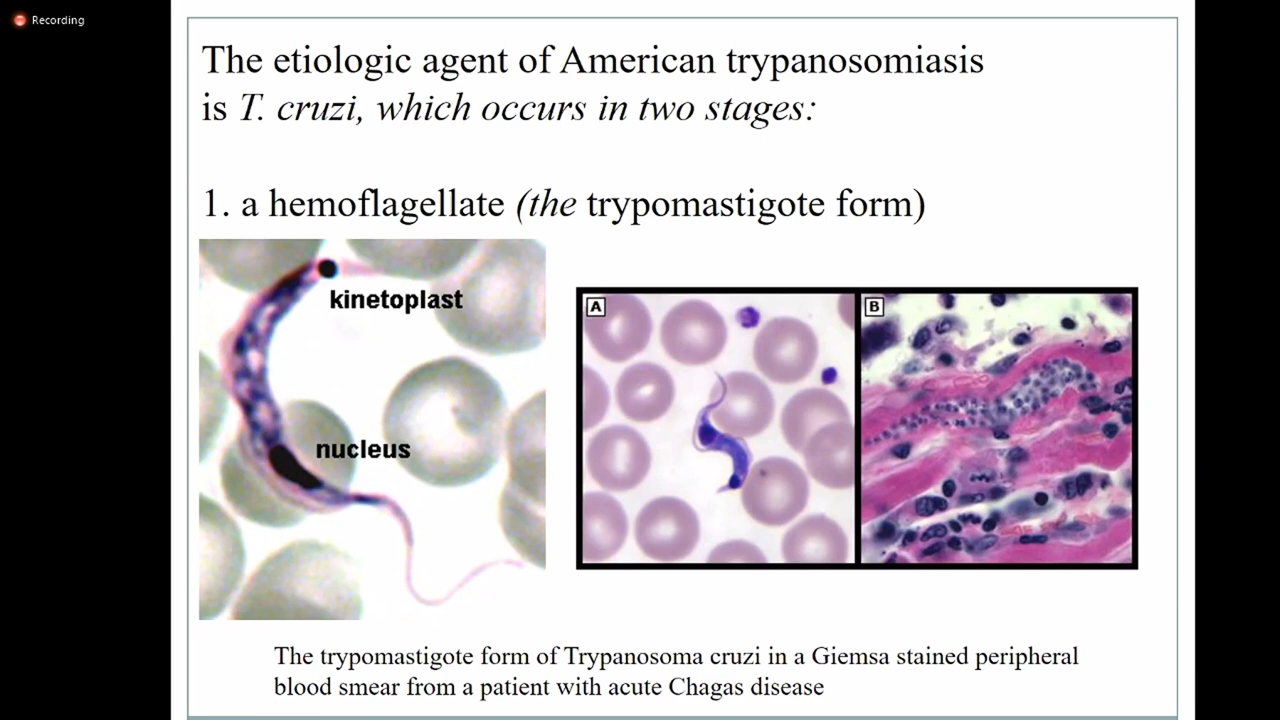 Recording
The etiologic agent of American trypanosomiasis
is T. cruzi, which occurs in two stages:
1. a hemoflagellate (the trypomastigote form)
kinetoplast
nucleus
A
B
The trypomastigote form of Trypanosoma cruzi in a Giemsa stained peripheral
blood smear from a patient with acute Chagas disease